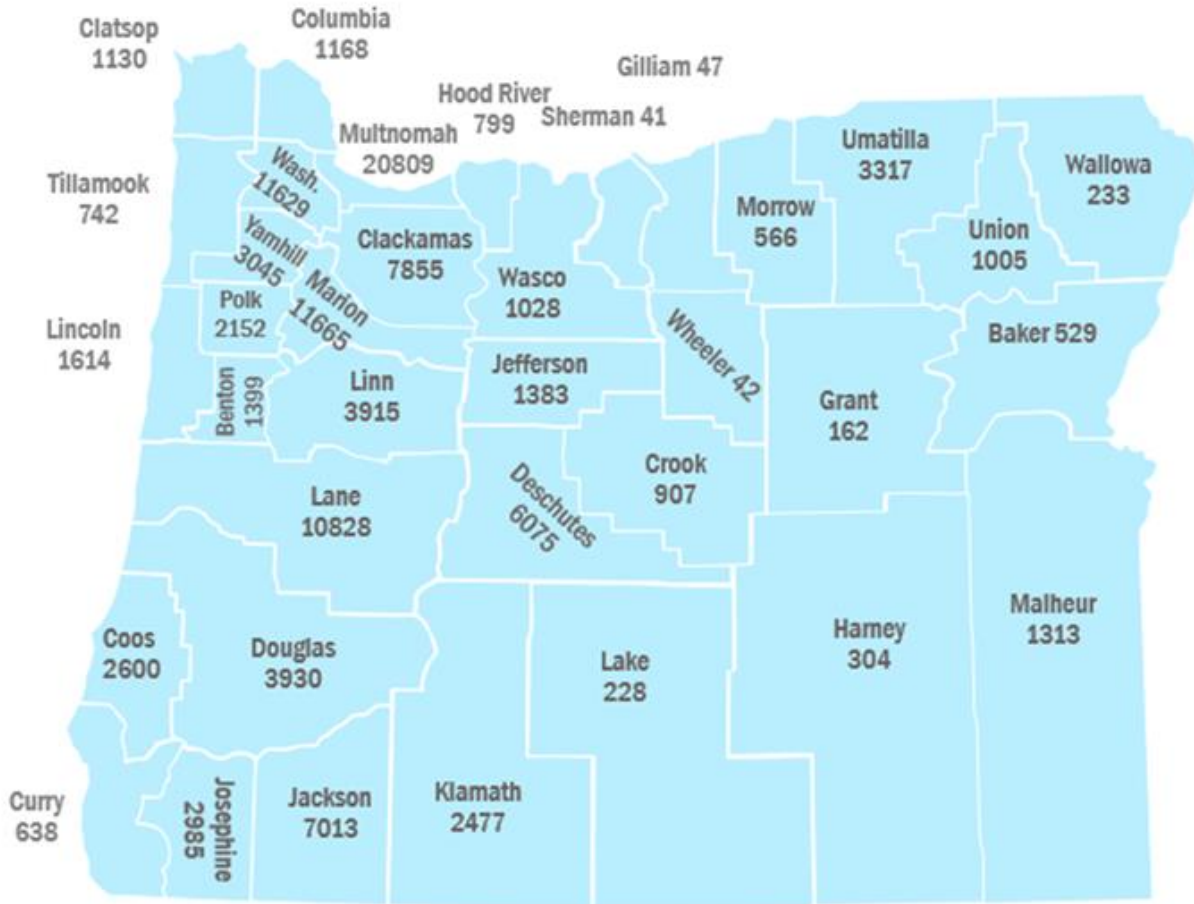 Clatsop
1130
Columbia
1168
Gilliam 47
Hood River
799
Sherman 41
Multnomah
20809
Umatilla
3317
Wallowa
233
Tillamook
742
Wash.
11629
Morrow
566
Union
1005
Yamhill
3045
Clackamas
7855
Marion
11665
Wasco
1028
Polk
2152
Lincoln
1614
Baker 529
Wheeler 42
Benton
1399
Linn
3915
Jefferson
1383
Grant
162
Crook
907
Deschutes
6075
Lane
10828
Malheur
1313
Coos
2600
Douglas
3930
Harney
304
Lake
228
Curry
638
Josephine
2985
Jackson
7013
Klamath
2477